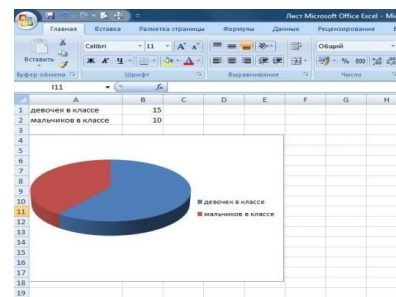 Лист Microsoft Office Excel - Mi
Главная Вставка Разметка страницы Формулы Данные Рецензирование
Вставить
Calibri 11 A A Общий
Ж К Ч % 000
Буфер обмена Шрифт Выравнивание Число
I11 fx
A B C D E F G H
1 девочек в классе 15
2 мальчиков в классе 10
3
4
5
6
7
8
9
10 девочек в классе
11 мальчиков в классе
12
13
14
15
16
17
18
19